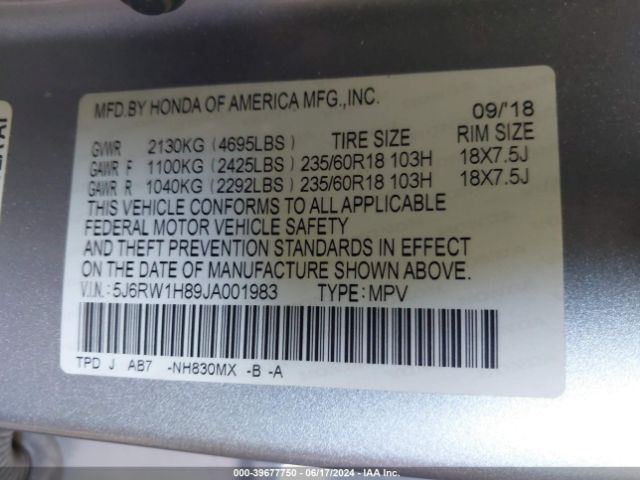 MFD.BY HONDA OF AMERICA MFG.,INC. 09/'18
GVWR 2130KG (4695LBS) TIRE SIZE RIM SIZE
GAWR F 1100KG (2425LBS) 235/60R18 103H 18X7.5J
GAWR R 1040KG (2292LBS) 235/60R18 103H 18X7.5J
THIS VEHICLE CONFORMS TO ALL APPLICABLE
FEDERAL MOTOR VEHICLE SAFETY
AND THEFT PREVENTION STANDARDS IN EFFECT
ON THE DATE OF MANUFACTURE SHOWN ABOVE.
V.I.N.:5J6RW1H89JA001983 TYPE:MPV
TPD J AB7 -NH830MX -B -A
000-39677750 - 06/17/2024 - IAA Inc.